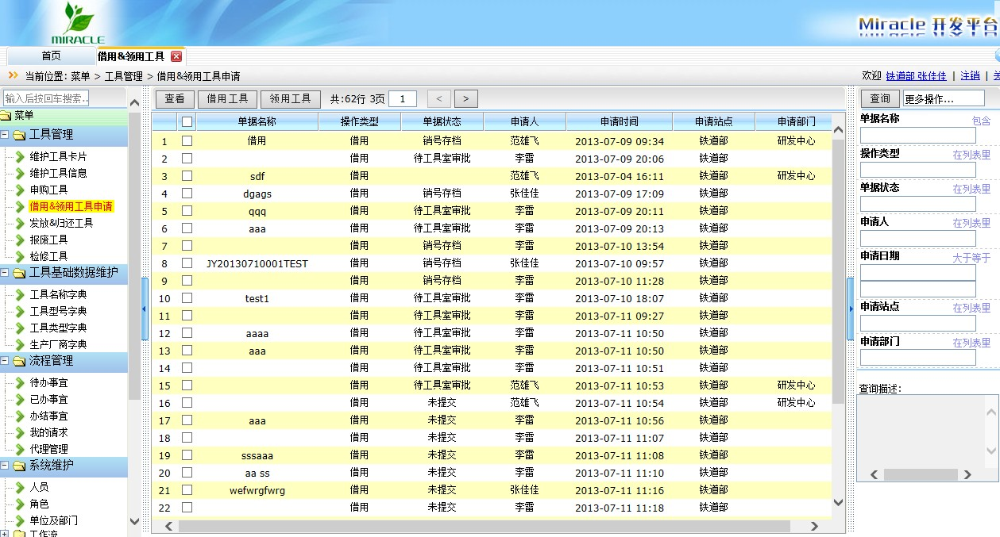 MIRACLE
Miracle 开发平台
首页 借用&领用工具
当前位置: 菜单 > 工具管理 > 借用&领用工具申请
欢迎 铁道部 张佳佳 | 注销 |
输入后按回车搜索..
菜单
工具管理
维护工具卡片
维护工具信息
申购工具
借用&领用工具申请
发放&归还工具
报废工具
检修工具
工具基础数据维护
工具名称字典
工具型号字典
工具类型字典
生产厂商字典
流程管理
待办事宜
已办事宜
办结事宜
我的请求
代理管理
系统维护
人员
角色
单位及部门
工作流
查看 借用工具 领用工具 共:62行 3页 1 < >
单据名称 操作类型 单据状态 申请人 申请时间 申请站点 申请部门
1 借用 借用 销号存档 范雄飞 2013-07-09 09:34 铁道部 研发中心
2 借用 待工具室审批 李雷 2013-07-09 20:06 铁道部
3 sdf 借用 范雄飞 2013-07-04 16:11 铁道部 研发中心
4 dgags 借用 销号存档 张佳佳 2013-07-09 17:09 铁道部
5 qqq 借用 待工具室审批 李雷 2013-07-09 20:11 铁道部
6 aaa 借用 待工具室审批 李雷 2013-07-09 20:13 铁道部
7 借用 销号存档 李雷 2013-07-10 13:54 铁道部
8 JY20130710001TEST 借用 销号存档 张佳佳 2013-07-10 09:57 铁道部
9 借用 销号存档 李雷 2013-07-10 11:28 铁道部
10 test1 借用 待工具室审批 李雷 2013-07-10 18:07 铁道部
11 借用 待工具室审批 李雷 2013-07-11 09:27 铁道部
12 aaaa 借用 待工具室审批 李雷 2013-07-11 10:50 铁道部
13 aaa 借用 待工具室审批 李雷 2013-07-11 10:50 铁道部
14 借用 待工具室审批 李雷 2013-07-11 10:51 铁道部
15 借用 待工具室审批 范雄飞 2013-07-11 10:53 铁道部 研发中心
16 借用 未提交 范雄飞 2013-07-11 10:54 铁道部 研发中心
17 aaa 借用 未提交 李雷 2013-07-11 10:56 铁道部
18 借用 未提交 李雷 2013-07-11 11:07 铁道部
19 sssaaa 借用 未提交 李雷 2013-07-11 11:08 铁道部
20 aa ss 借用 未提交 李雷 2013-07-11 11:10 铁道部
21 wefwrgfwrg 借用 未提交 张佳佳 2013-07-11 11:16 铁道部
22 借用 未提交 李雷 2013-07-11 11:18 铁道部
查询 更多操作...
单据名称 包含
操作类型 在列表里
单据状态 在列表里
申请人 在列表里
申请日期 大于等于
申请站点 在列表里
申请部门 在列表里
查询描述: